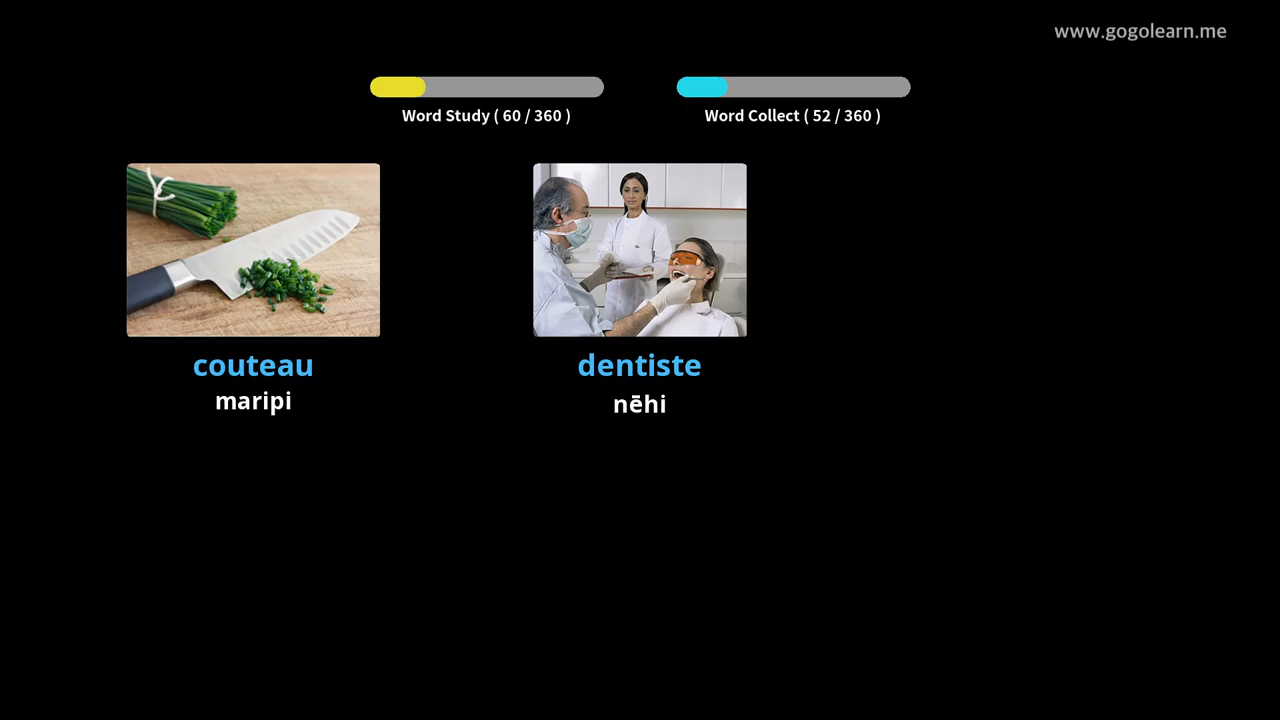 www.gogolearn.me
Word Study ( 60 / 360 )
Word Collect ( 52 / 360 )
couteau
maripi
dentiste
nēhi